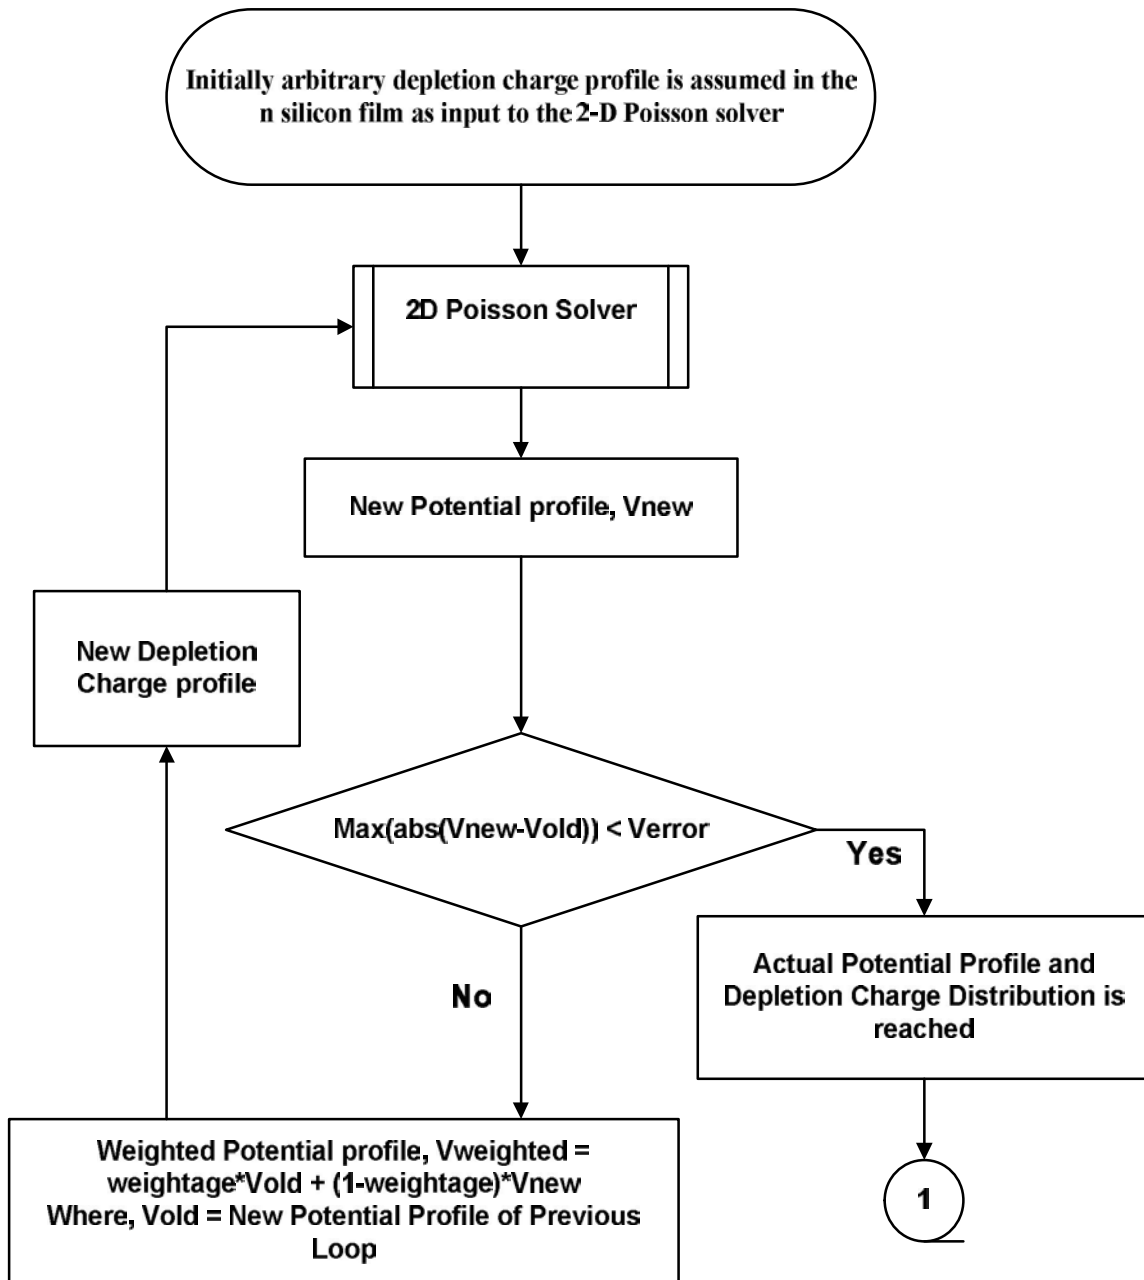 Initially arbitrary depletion charge profile is assumed in the
n silicon film as input to the 2-D Poisson solver
2D Poisson Solver
New Potential profile, Vnew
New Depletion
Charge profile
Max(abs(Vnew-Vold)) < Verror
Yes
No
Actual Potential Profile and
Depletion Charge Distribution is
reached
Weighted Potential profile, Vweighted =
weightage*Vold + (1-weightage)*Vnew
Where, Vold = New Potential Profile of Previous
Loop
1